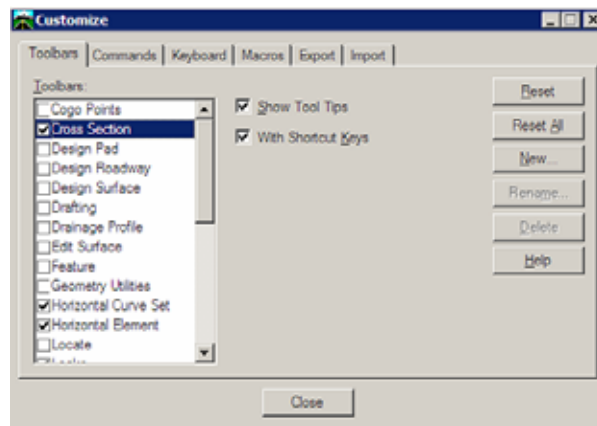 Customize
Toolbars Commands Keyboard Macros Export Import
Toolbars:
Cogo Points
Cross Section
Design Pad
Design Roadway
Design Surface
Drafting
Drainage Profile
Edit Surface
Feature
Geometry Utilities
Horizontal Curve Set
Horizontal Element
Locate
Locks
Show Tool Tips
With Shortcut Keys
Reset
Reset All
New...
Rename...
Delete
Help
Close